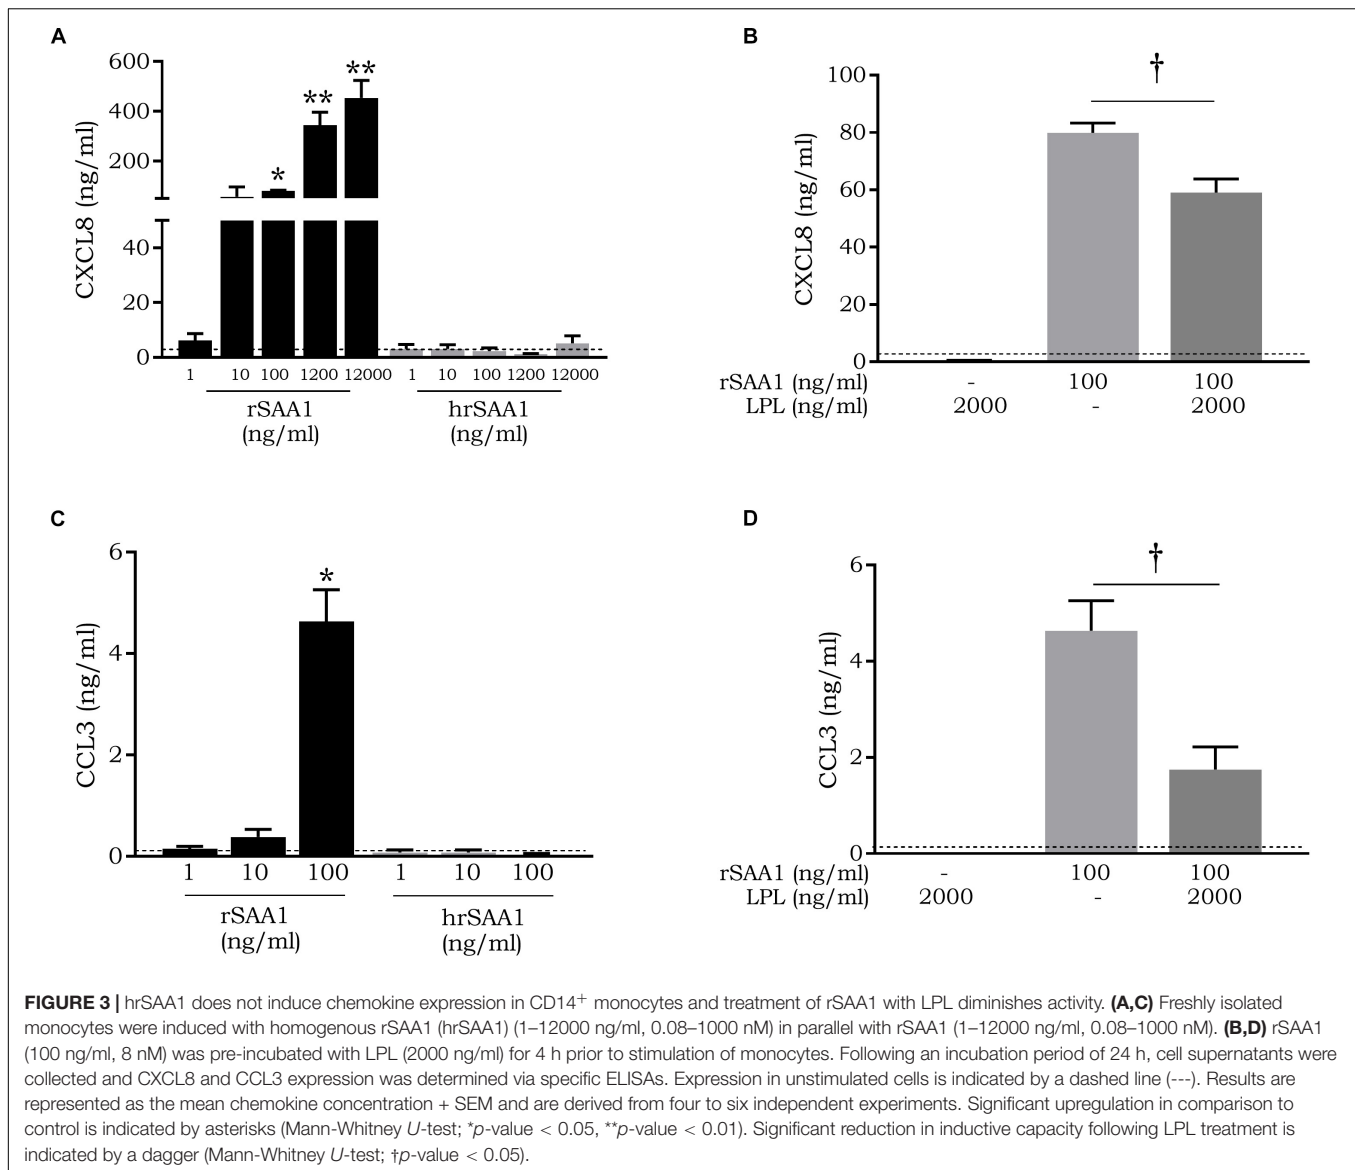 A
CXCL8 (ng/ml)
600
400
200
40
20
0
*
**
**
1 10 100 1200 12000 1 10 100 1200 12000
rSAA1 hrSAA1
(ng/ml) (ng/ml)
B
CXCL8 (ng/ml)
100
80
60
40
20
0
†
rSAA1 (ng/ml) - 100 100
LPL (ng/ml) 2000 - 2000
C
CCL3 (ng/ml)
6
4
2
0
*
1 10 100 1 10 100
rSAA1 hrSAA1
(ng/ml) (ng/ml)
D
CCL3 (ng/ml)
6
4
2
0
†
rSAA1 (ng/ml) - 100 100
LPL (ng/ml) 2000 - 2000
FIGURE 3 | hrSAA1 does not induce chemokine expression in CD14+ monocytes and treatment of rSAA1 with LPL diminishes activity. (A,C) Freshly isolated
monocytes were induced with homogenous rSAA1 (hrSAA1) (1–12000 ng/ml, 0.08–1000 nM) in parallel with rSAA1 (1–12000 ng/ml, 0.08–1000 nM). (B,D) rSAA1
(100 ng/ml, 8 nM) was pre-incubated with LPL (2000 ng/ml) for 4 h prior to stimulation of monocytes. Following an incubation period of 24 h, cell supernatants were
collected and CXCL8 and CCL3 expression was determined via specific ELISAs. Expression in unstimulated cells is indicated by a dashed line (---). Results are
represented as the mean chemokine concentration + SEM and are derived from four to six independent experiments. Significant upregulation in comparison to
control is indicated by asterisks (Mann-Whitney U-test; *p-value < 0.05, **p-value < 0.01). Significant reduction in inductive capacity following LPL treatment is
indicated by a dagger (Mann-Whitney U-test; †p-value < 0.05).